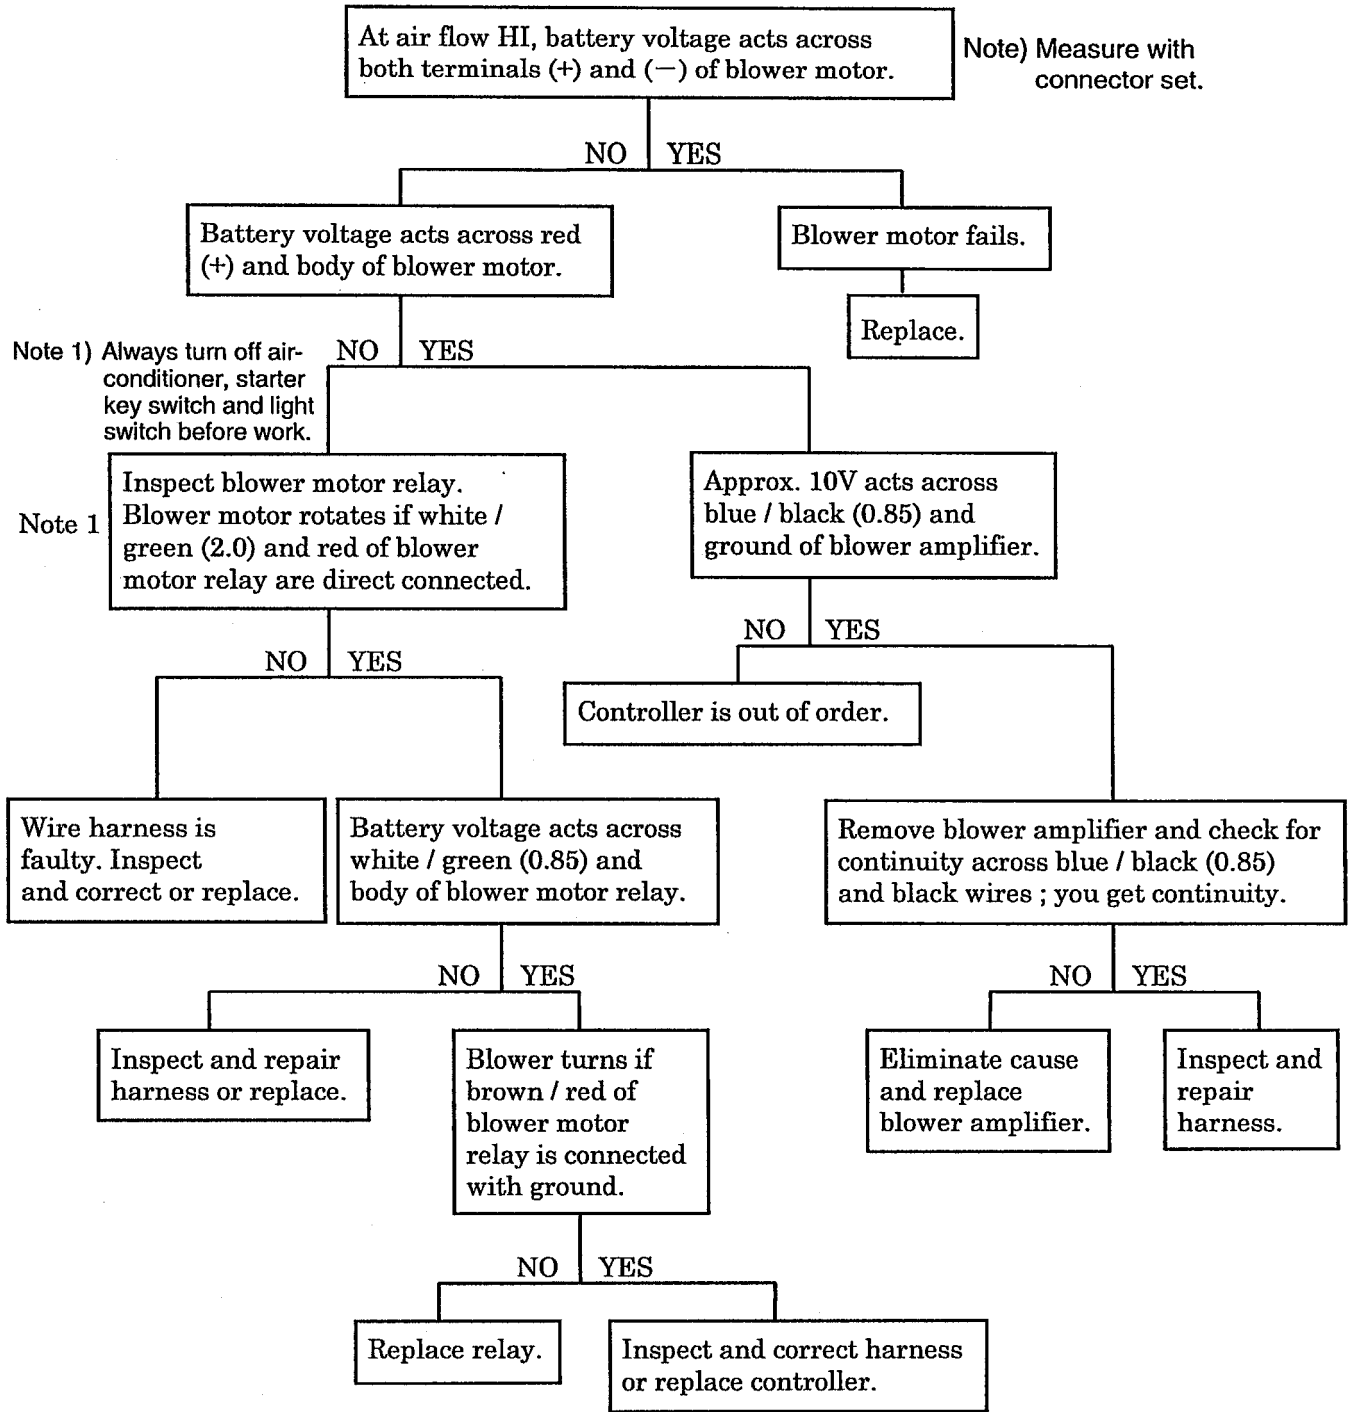 At air flow HI, battery voltage acts across
both terminals (+) and (−) of blower motor.
Note) Measure with
connector set.
NO YES
Battery voltage acts across red
(+) and body of blower motor.
Blower motor fails.
Replace.
Note 1) Always turn off air-
conditioner, starter
key switch and light
switch before work.
NO YES
Note 1
Inspect blower motor relay.
Blower motor rotates if white /
green (2.0) and red of blower
motor relay are direct connected.
Approx. 10V acts across
blue / black (0.85) and
ground of blower amplifier.
NO YES
NO YES
Controller is out of order.
Wire harness is
faulty. Inspect
and correct or replace.
Battery voltage acts across
white / green (0.85) and
body of blower motor relay.
Remove blower amplifier and check for
continuity across blue / black (0.85)
and black wires ; you get continuity.
NO YES
NO YES
Inspect and repair
harness or replace.
Blower turns if
brown / red of
blower motor
relay is connected
with ground.
Eliminate cause
and replace
blower amplifier.
Inspect and
repair
harness.
NO YES
Replace relay.
Inspect and correct harness
or replace controller.